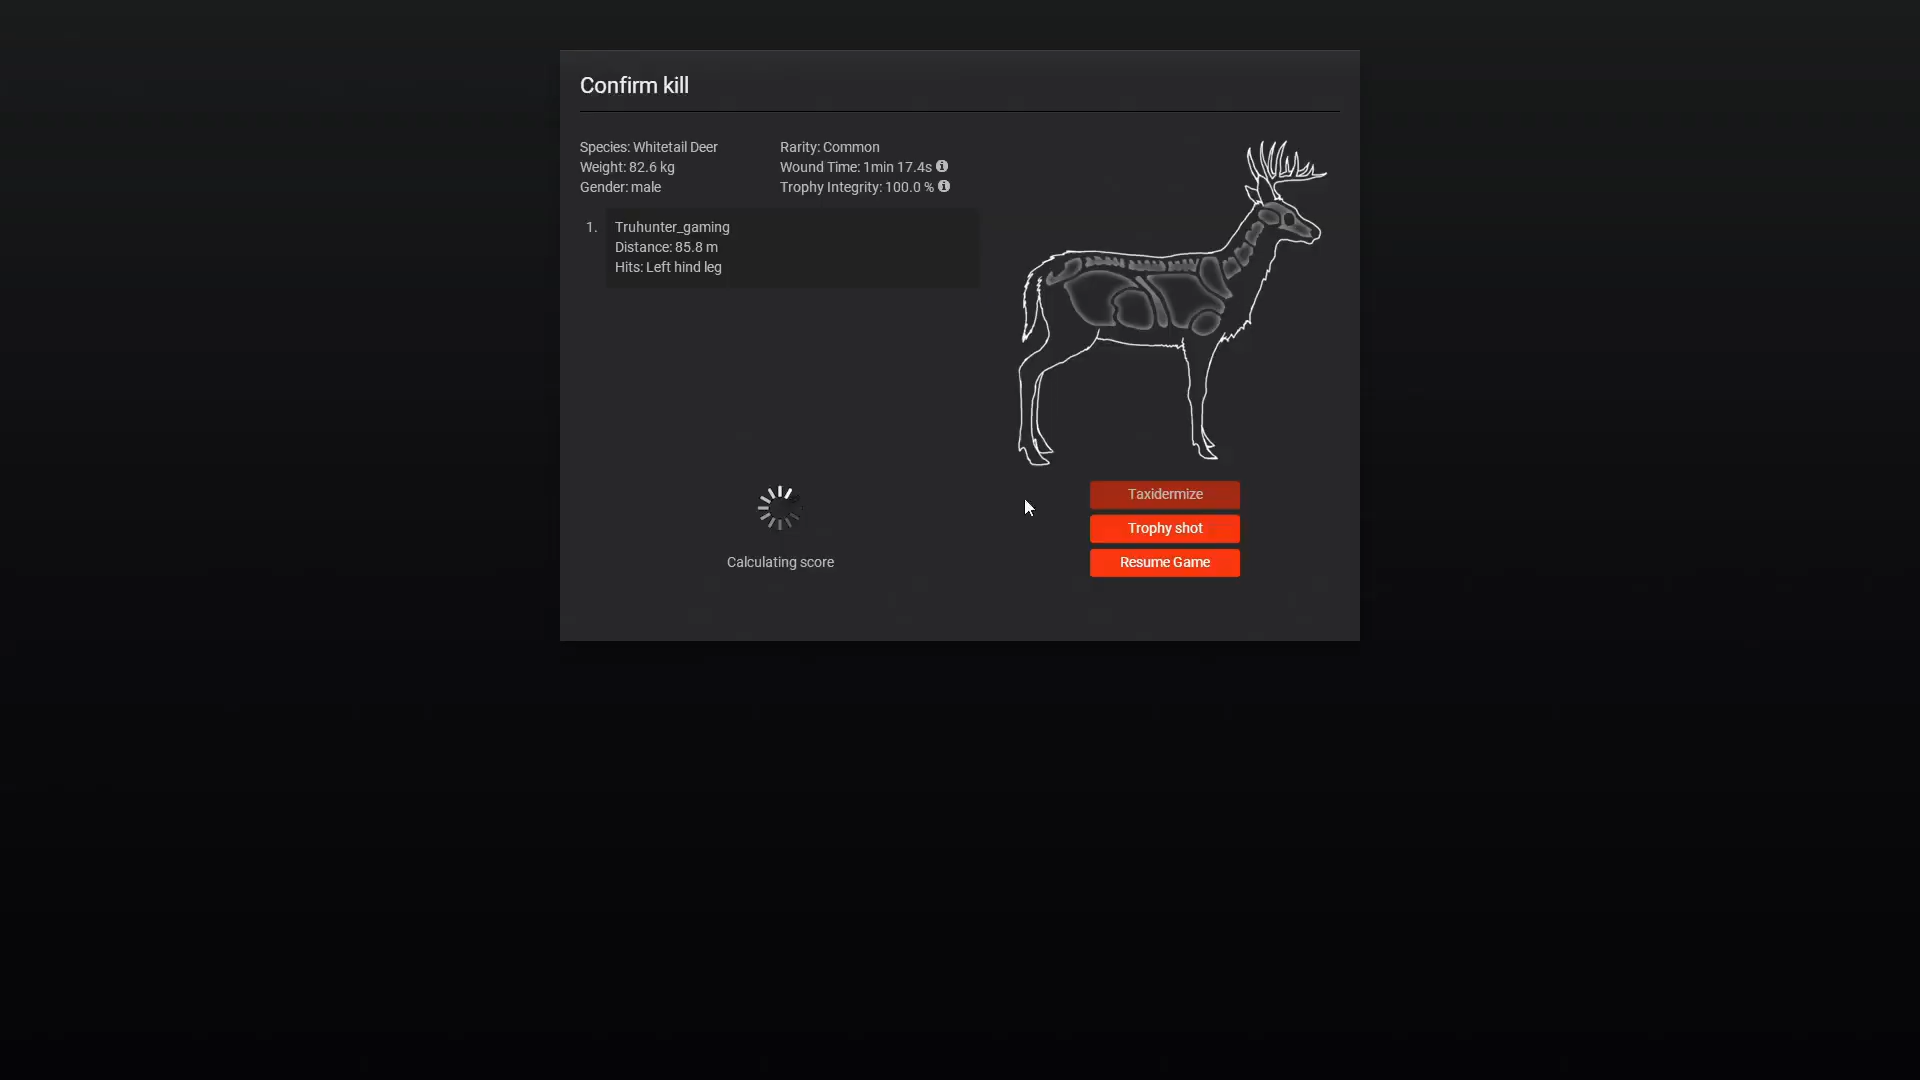 Confirm kill
Species: Whitetail Deer
Weight: 82.6 kg
Gender: male
Rarity: Common
Wound Time: 1min 17.4s
Trophy Integrity: 100.0 %
1.
Truhunter_gaming
Distance: 85.8 m
Hits: Left hind leg
Calculating score
Taxidermize
Trophy shot
Resume Game